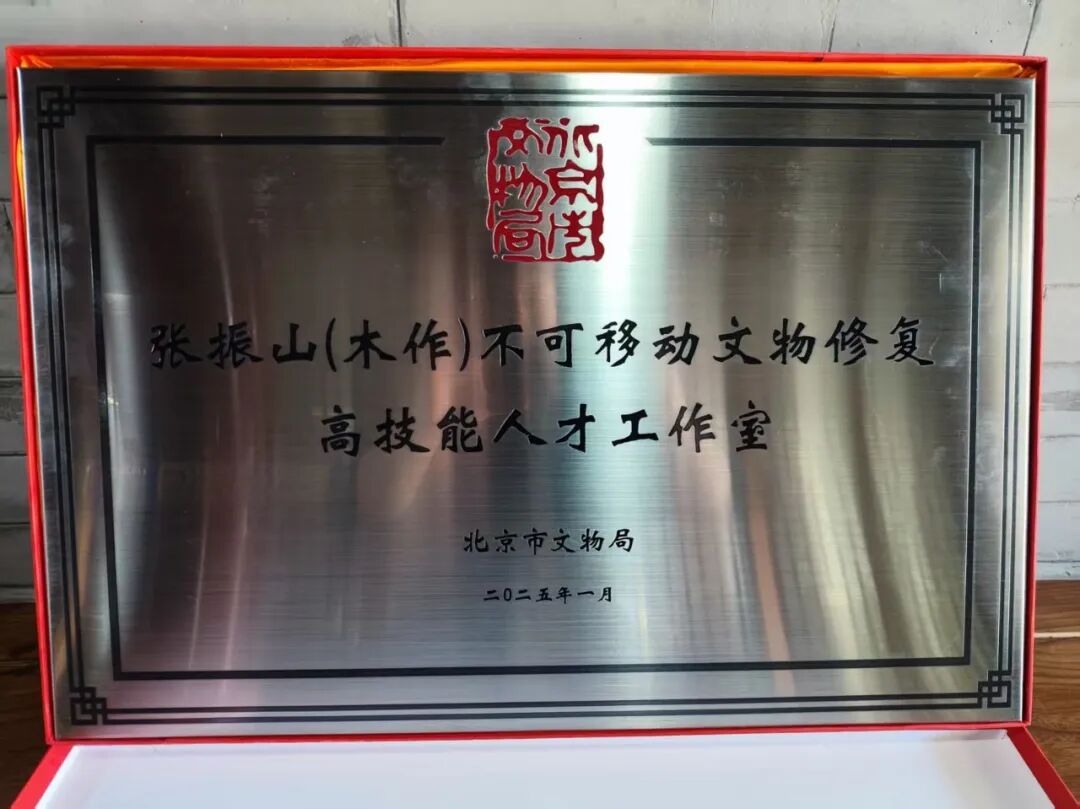 北京市文物局
张振山(木作)不可移动文物修复
高技能人才工作室
北京市文物局
二0二五年一月